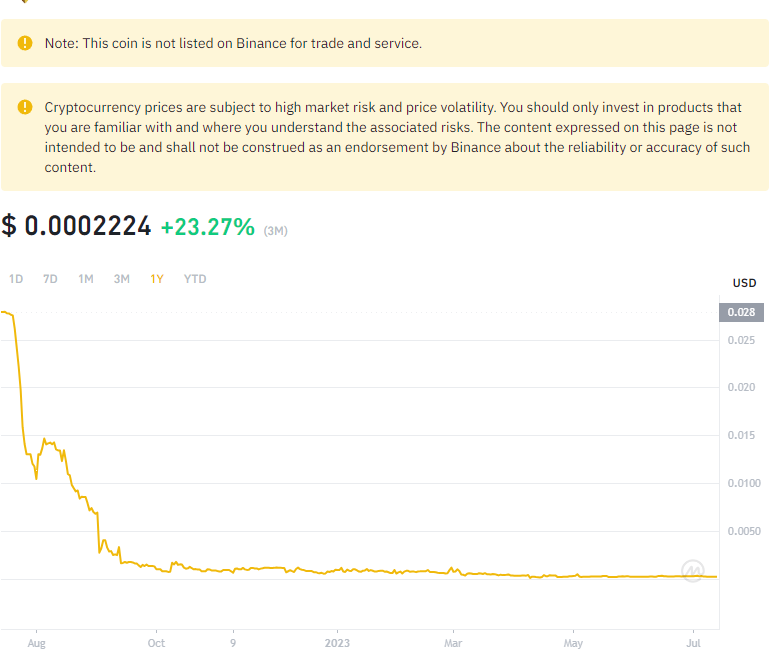 Note: This coin is not listed on Binance for trade and service.
Cryptocurrency prices are subject to high market risk and price volatility. You should only invest in products that
you are familiar with and where you understand the associated risks. The content expressed on this page is not
intended to be and shall not be construed as an endorsement by Binance about the reliability or accuracy of such
content.
$ 0.0002224 +23.27% (3M)
1D 7D 1M 3M 1Y YTD
USD
0.028
0.025
0.020
0.015
0.0100
0.0050
Aug Oct 9 2023 Mar May Jul